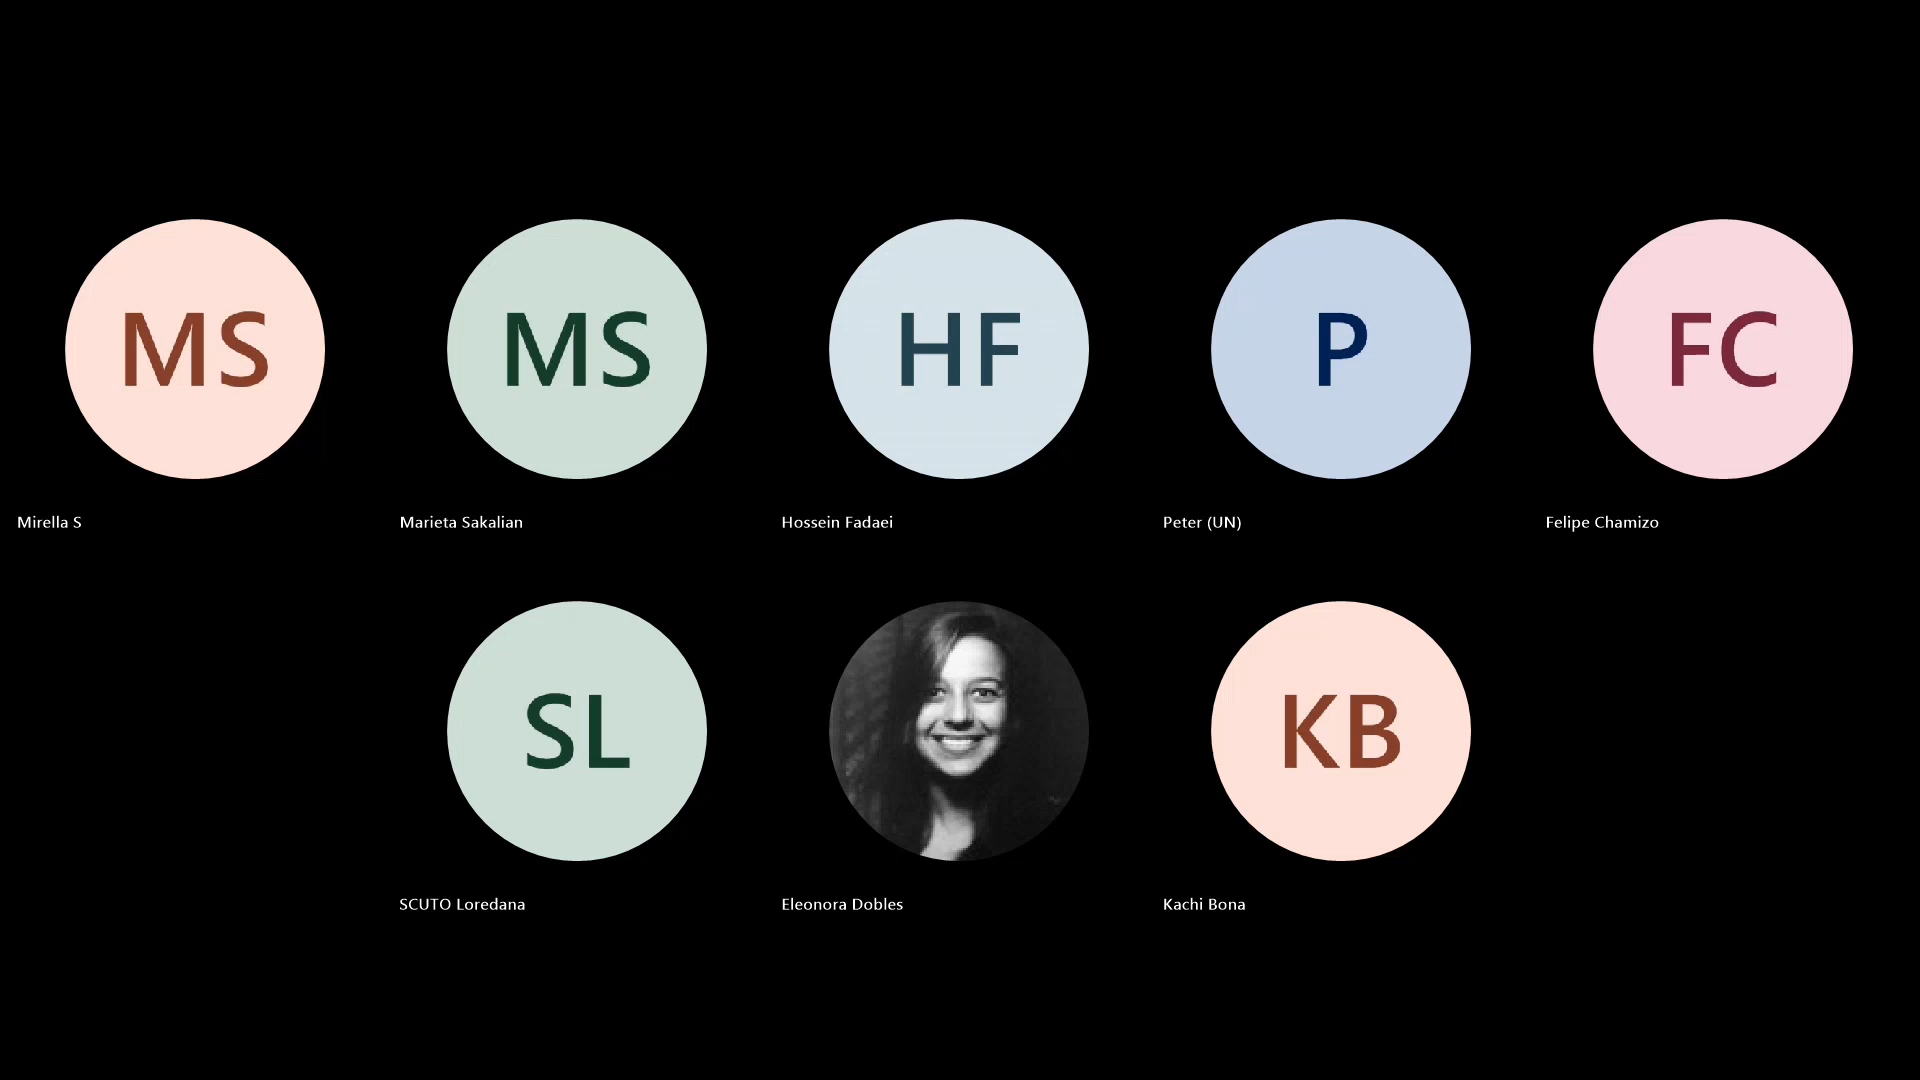 MS
MS
HF
P
FC
Mirella S
Marieta Sakalian
Hossein Fadaei
Peter (UN)
Felipe Chamizo
SL
KB
SCUTO Loredana
Eleonora Dobles
Kachi Bona